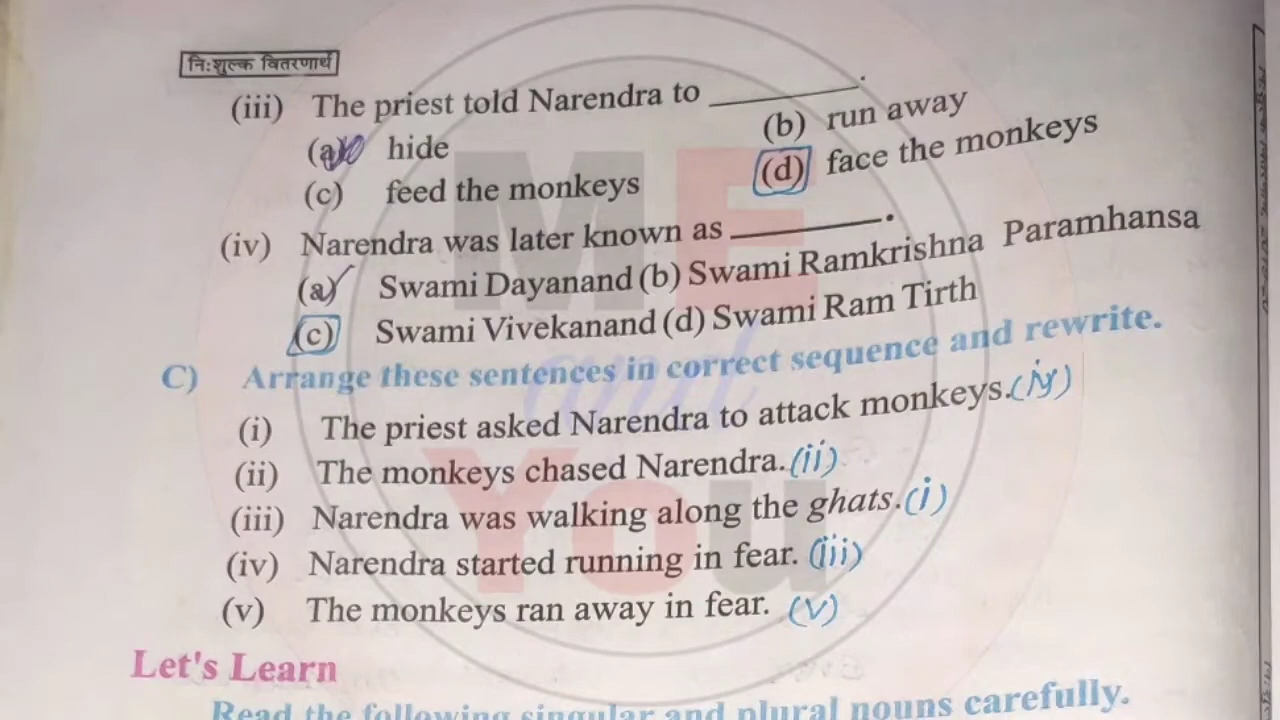 निःशुल्क वितरणार्थ
(iii) The priest told Narendra to ________.
(a) hide (b) run away
(c) feed the monkeys (d) face the monkeys
(iv) Narendra was later known as ________.
(a) Swami Dayanand (b) Swami Ramkrishna Paramhansa
(c) Swami Vivekanand (d) Swami Ram Tirth
C) Arrange these sentences in correct sequence and rewrite.
(i) The priest asked Narendra to attack monkeys. (iv)
(ii) The monkeys chased Narendra. (ii)
(iii) Narendra was walking along the ghats. (i)
(iv) Narendra started running in fear. (iii)
(v) The monkeys ran away in fear. (v)
Let's Learn
Read the following singular and plural nouns carefully.
ME
and
YOU